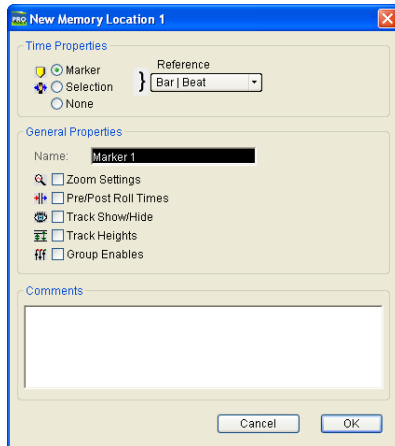 PRO New Memory Location 1
Time Properties
Marker
Reference
Selection
Bar | Beat
None
General Properties
Name: Marker 1
Zoom Settings
Pre/Post Roll Times
Track Show/Hide
Track Heights
Group Enables
Comments
Cancel OK